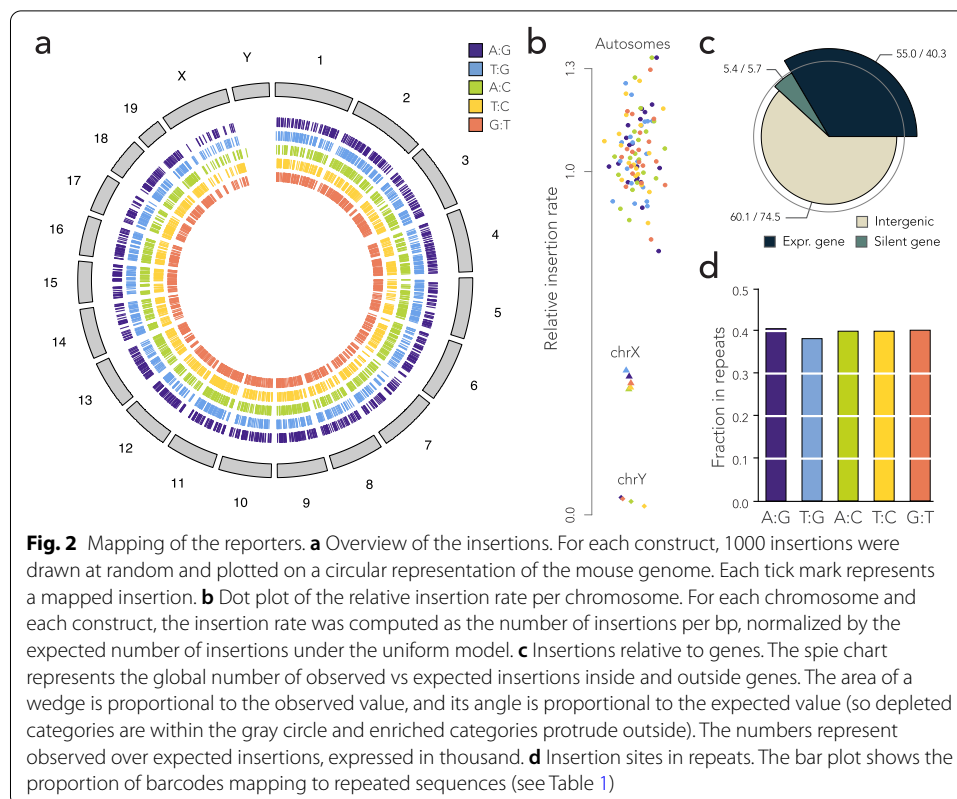 a
Y
1
2
3
4
5
6
7
8
9
10
11
12
13
14
15
16
17
18
19
X
A:G
T:G
A:C
T:C
G:T
b
Autosomes
1.3
1.0
0.0
Relative insertion rate
chrX
chrY
c
55.0 / 40.3
5.4 / 5.7
60.1 / 74.5
Intergenic
Expr. gene
Silent gene
d
0.5
0.4
0.3
0.2
0.1
0.0
Fraction in repeats
A:G T:G A:C T:C G:T
Fig. 2 Mapping of the reporters. a Overview of the insertions. For each construct, 1000 insertions were
drawn at random and plotted on a circular representation of the mouse genome. Each tick mark represents
a mapped insertion. b Dot plot of the relative insertion rate per chromosome. For each chromosome and
each construct, the insertion rate was computed as the number of insertions per bp, normalized by the
expected number of insertions under the uniform model. c Insertions relative to genes. The spie chart
represents the global number of observed vs expected insertions inside and outside genes. The area of a
wedge is proportional to the observed value, and its angle is proportional to the expected value (so depleted
categories are within the gray circle and enriched categories protrude outside). The numbers represent
observed over expected insertions, expressed in thousand. d Insertion sites in repeats. The bar plot shows the
proportion of barcodes mapping to repeated sequences (see Table 1)